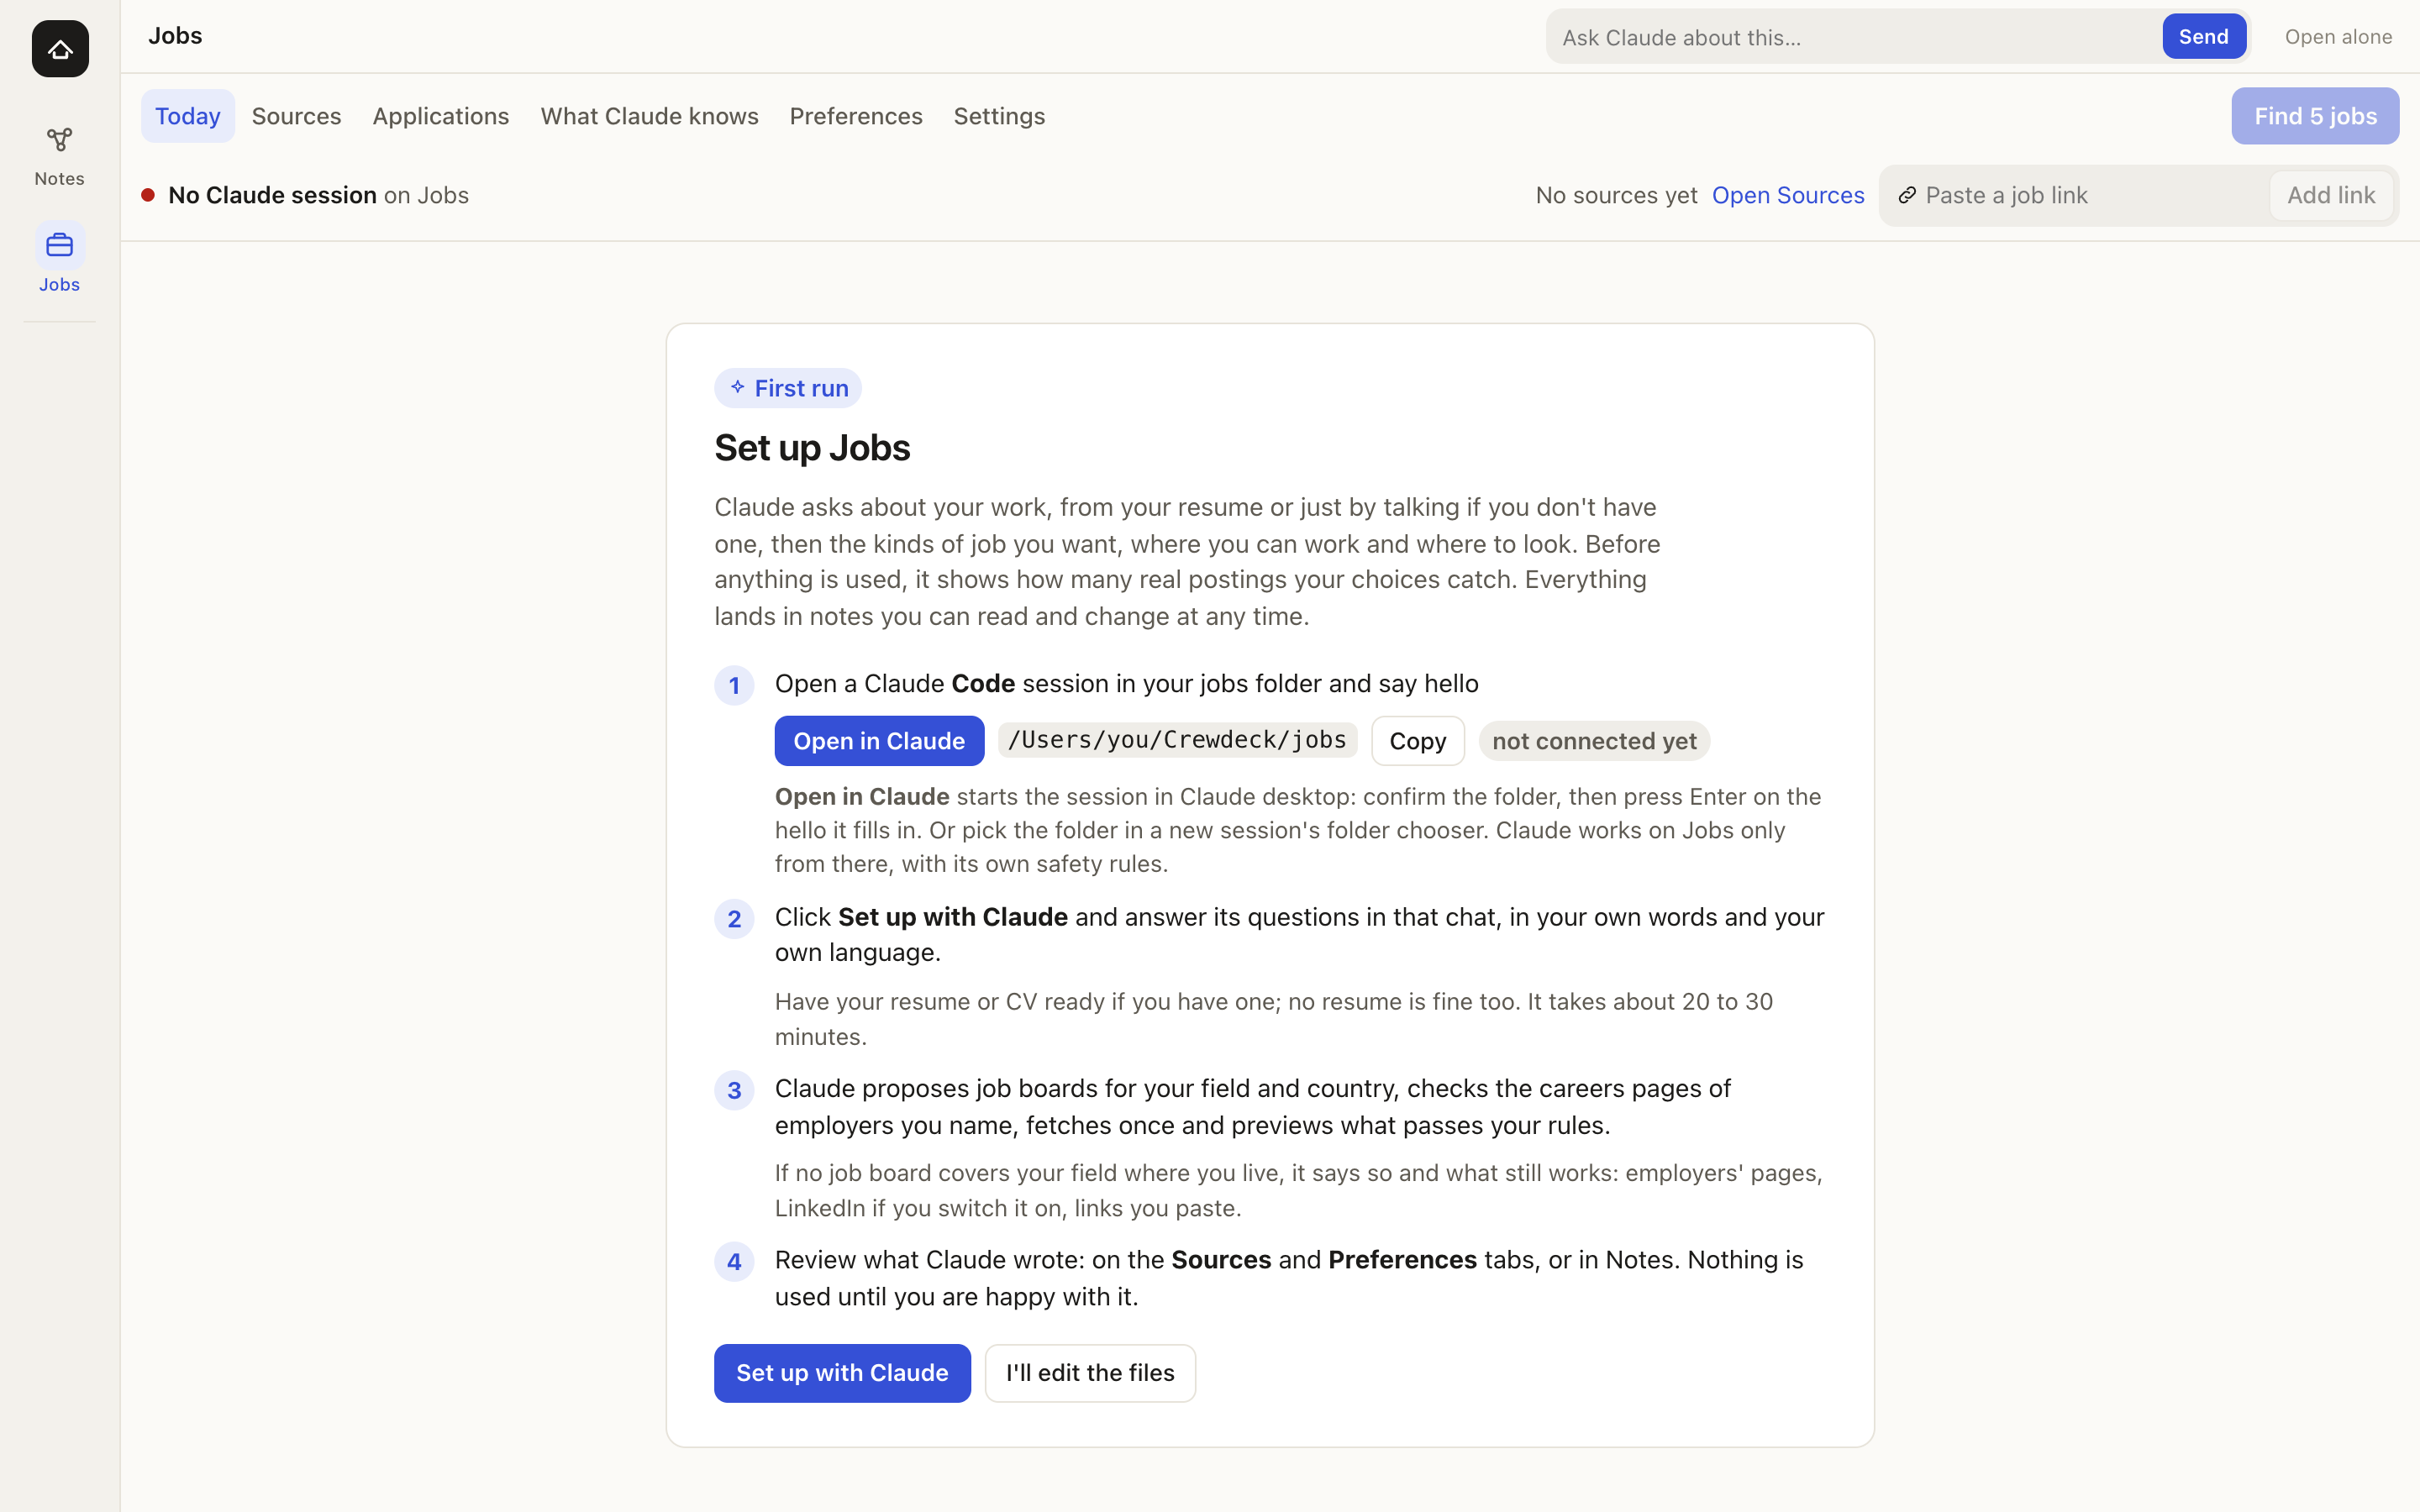 Jobs
Ask Claude about this...
Send
Open alone
Notes
Jobs
Today
Sources
Applications
What Claude knows
Preferences
Settings
Find 5 jobs
No Claude session on Jobs
No sources yet
Open Sources
Paste a job link
Add link
First run
Set up Jobs
Claude asks about your work, from your resume or just by talking if you don't have
one, then the kinds of job you want, where you can work and where to look. Before
anything is used, it shows how many real postings your choices catch. Everything
lands in notes you can read and change at any time.
1
Open a Claude Code session in your jobs folder and say hello
Open in Claude
/Users/you/Crewdeck/jobs
Copy
not connected yet
Open in Claude starts the session in Claude desktop: confirm the folder, then press Enter on the
hello it fills in. Or pick the folder in a new session's folder chooser. Claude works on Jobs only
from there, with its own safety rules.
2
Click Set up with Claude and answer its questions in that chat, in your own words and your
own language.
Have your resume or CV ready if you have one; no resume is fine too. It takes about 20 to 30
minutes.
3
Claude proposes job boards for your field and country, checks the careers pages of
employers you name, fetches once and previews what passes your rules.
If no job board covers your field where you live, it says so and what still works: employers' pages,
LinkedIn if you switch it on, links you paste.
4
Review what Claude wrote: on the Sources and Preferences tabs, or in Notes. Nothing is
used until you are happy with it.
Set up with Claude
I'll edit the files